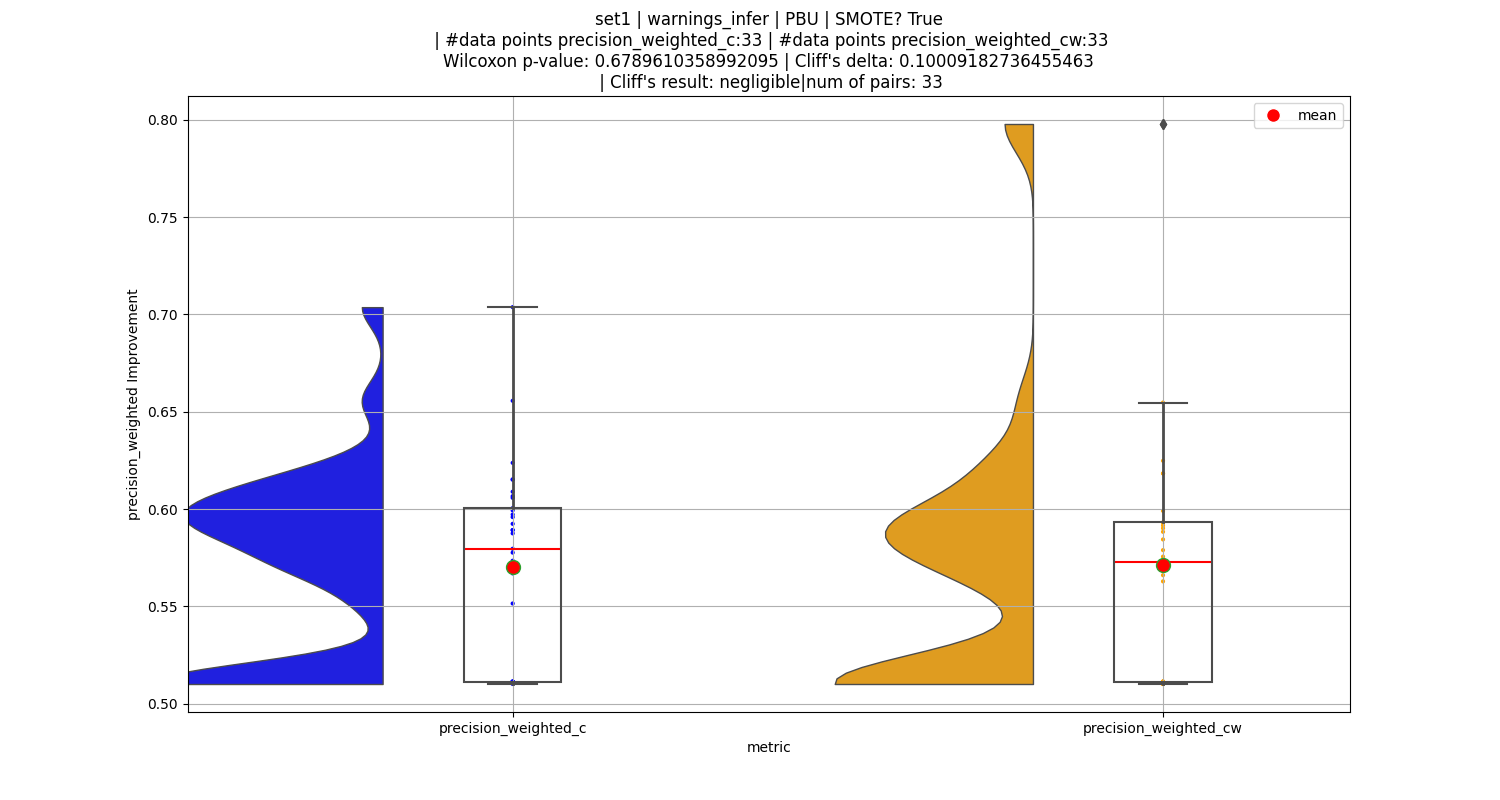 set1 | warnings_infer | PBU | SMOTE? True
| #data points precision_weighted_c:33 | #data points precision_weighted_cw:33
Wilcoxon p-value: 0.6789610358992095 | Cliff's delta: 0.10009182736455463
| Cliff's result: negligible|num of pairs: 33
mean
0.80
0.75
0.70
0.65
0.60
0.55
0.50
precision_weighted Improvement
precision_weighted_c
precision_weighted_cw
metric